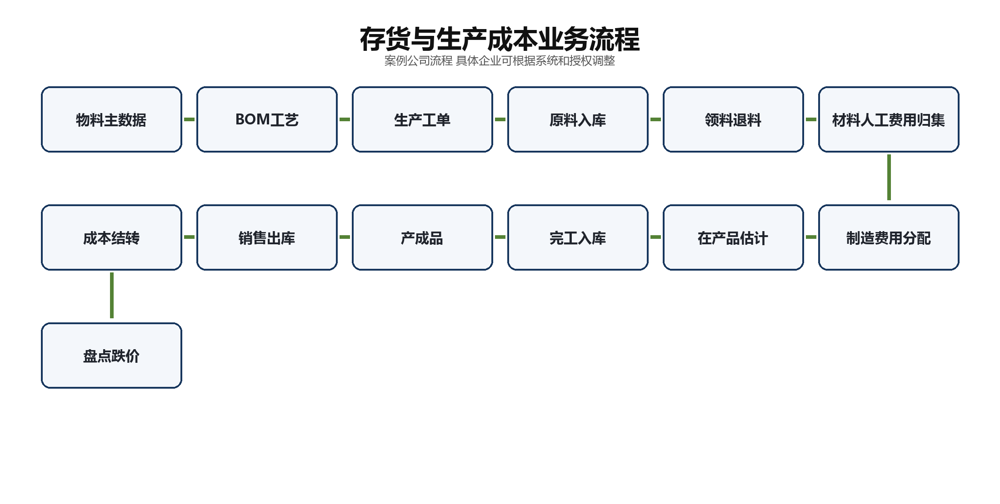 存货与生产成本业务流程
案例公司流程 具体企业可根据系统和授权调整
物料主数据
BOM工艺
生产工单
原料入库
领料退料
材料人工费用归集
成本结转
销售出库
产成品
完工入库
在产品估计
制造费用分配
盘点跌价